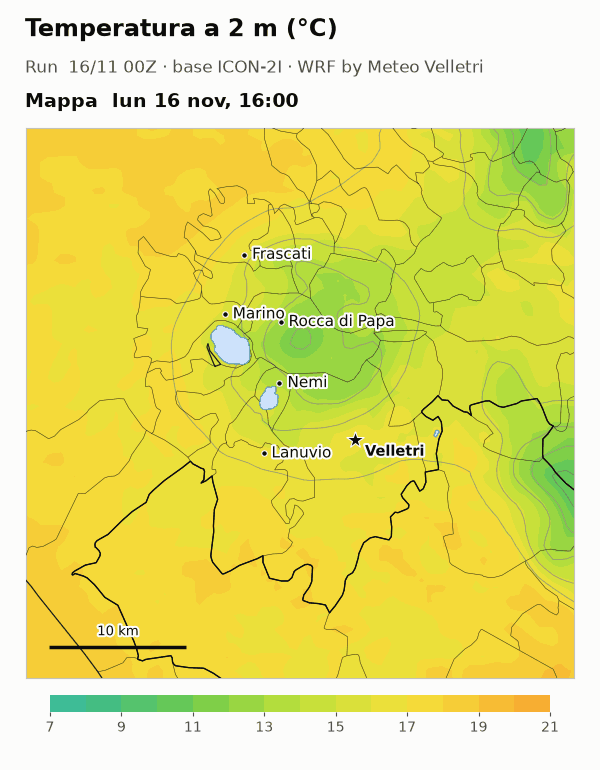 Temperatura a 2 m (°C)
Run  16/11 00Z · base ICON-2I · WRF by Meteo Velletri
Mappa  lun 16 nov, 16:00
Frascati
Marino
Rocca di Papa
Nemi
Velletri
Lanuvio
10 km
7 9 11 13 15 17 19 21